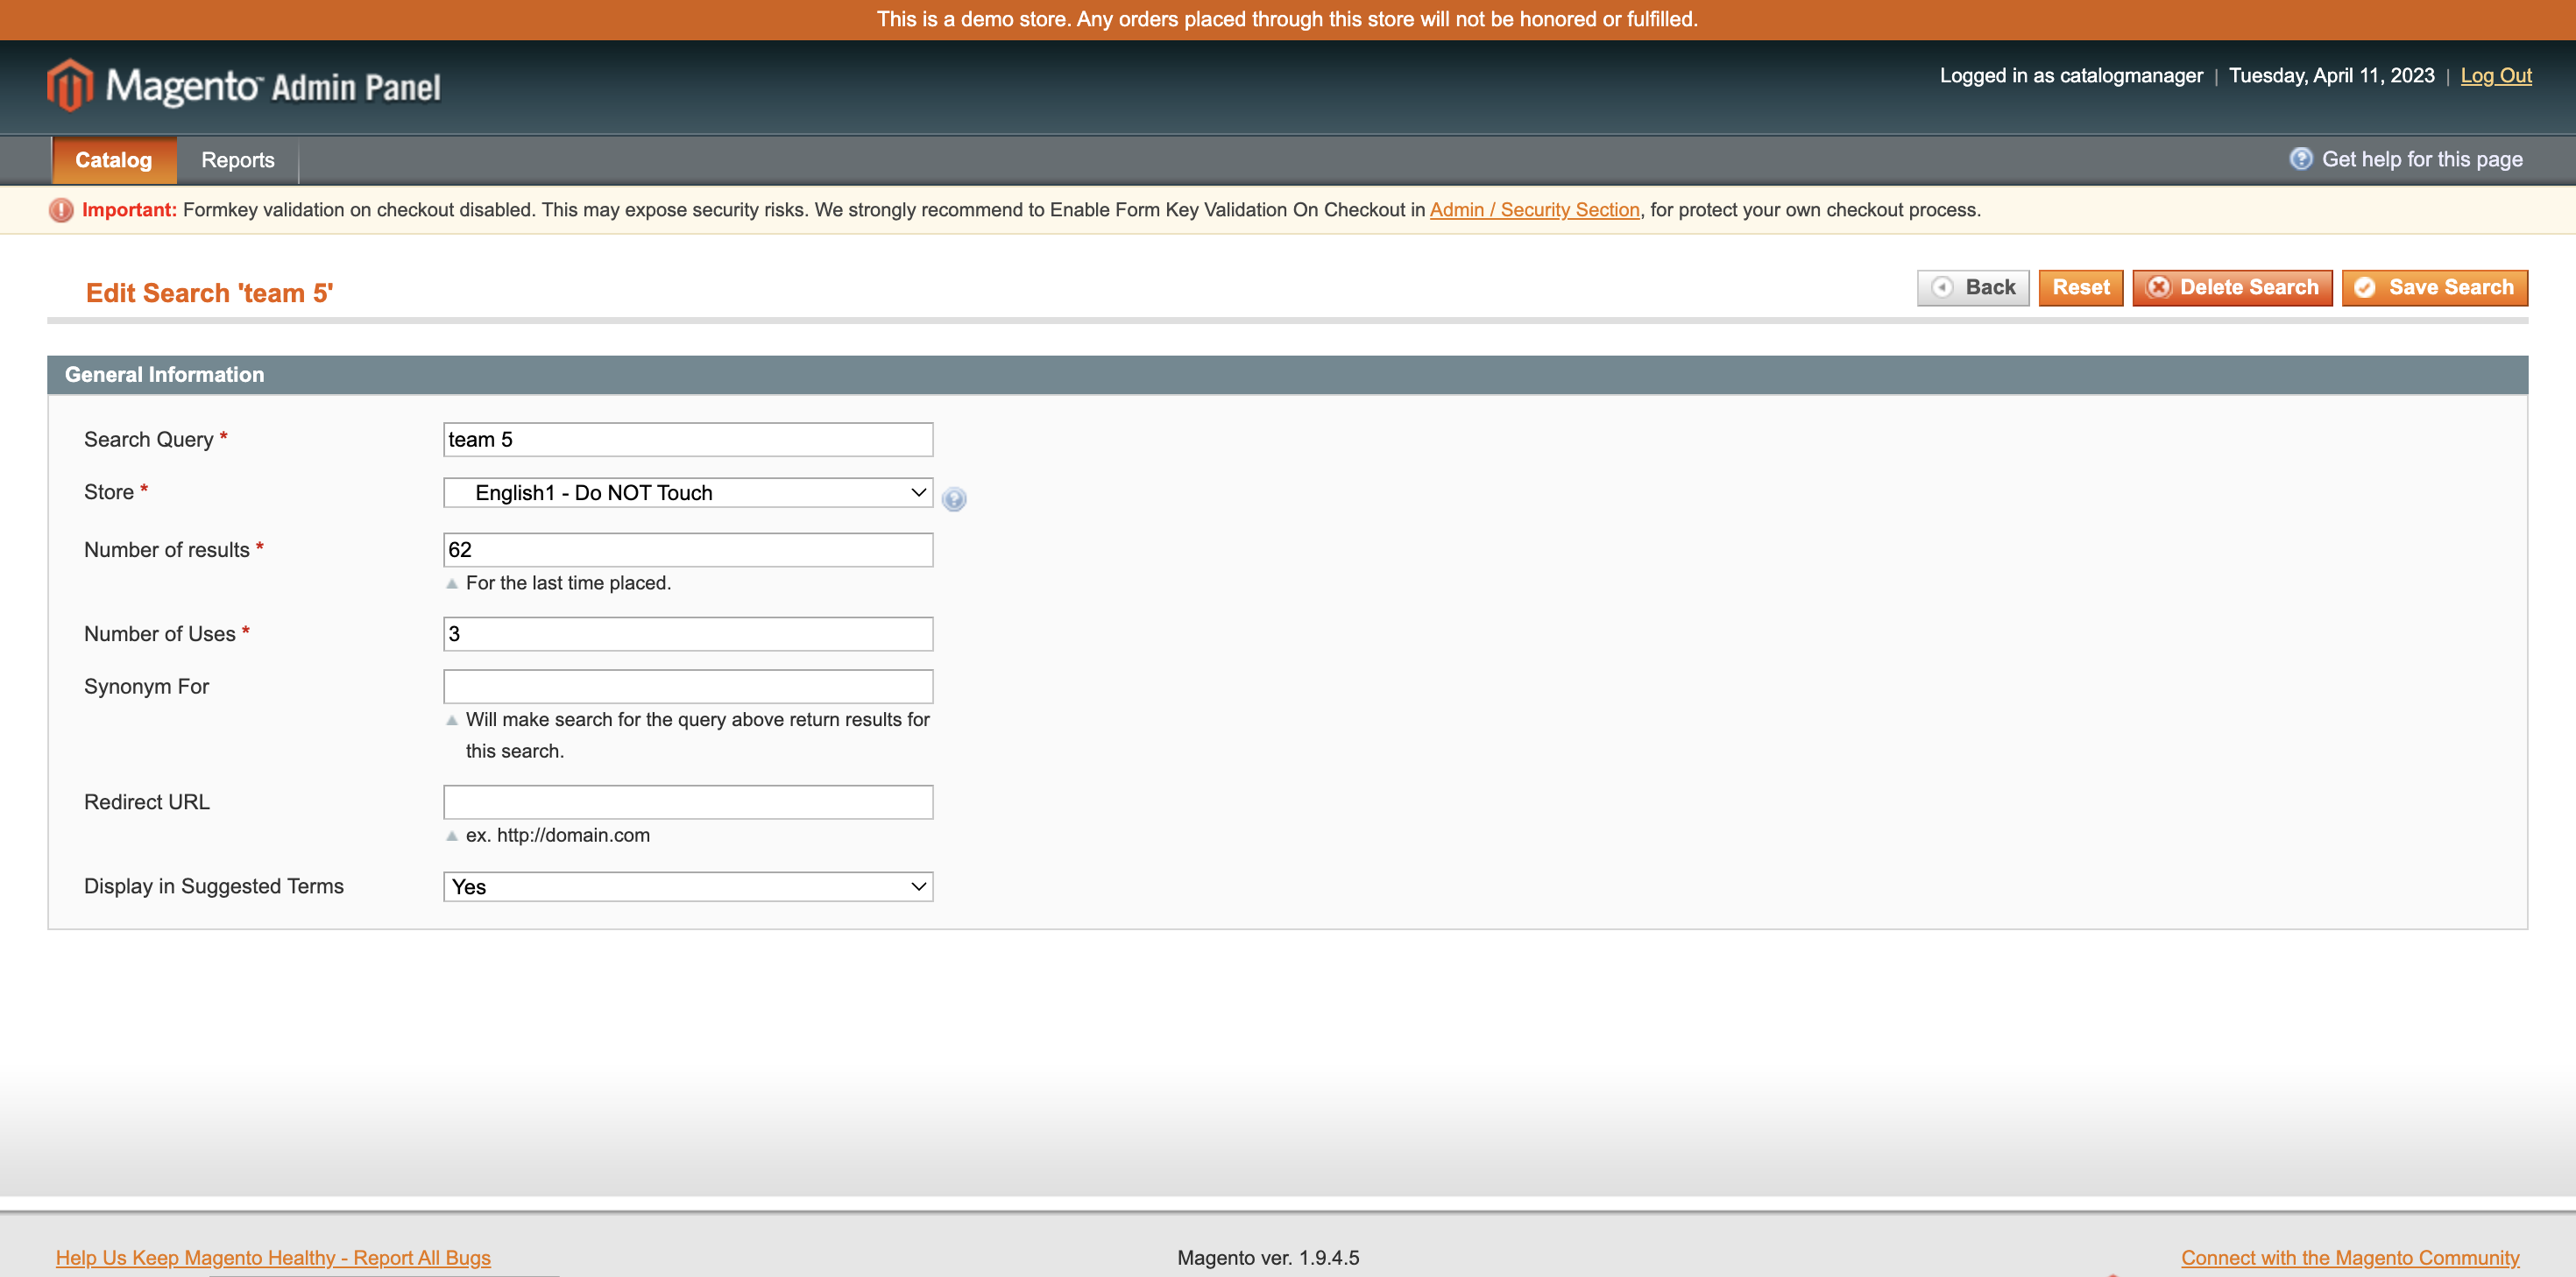 This is a demo store. Any orders placed through this store will not be honored or fulfilled.
Magento™ Admin Panel
Logged in as catalogmanager | Tuesday, April 11, 2023 | Log Out
Catalog
Reports
Get help for this page
Important: Formkey validation on checkout disabled. This may expose security risks. We strongly recommend to Enable Form Key Validation On Checkout in Admin / Security Section, for protect your own checkout process.
Edit Search 'team 5'
Back
Reset
Delete Search
Save Search
General Information
Search Query *
team 5
Store *
English1 - Do NOT Touch
Number of results *
62
For the last time placed.
Number of Uses *
3
Synonym For
Will make search for the query above return results for
this search.
Redirect URL
ex. http://domain.com
Display in Suggested Terms
Yes
Help Us Keep Magento Healthy - Report All Bugs
Magento ver. 1.9.4.5
Connect with the Magento Community